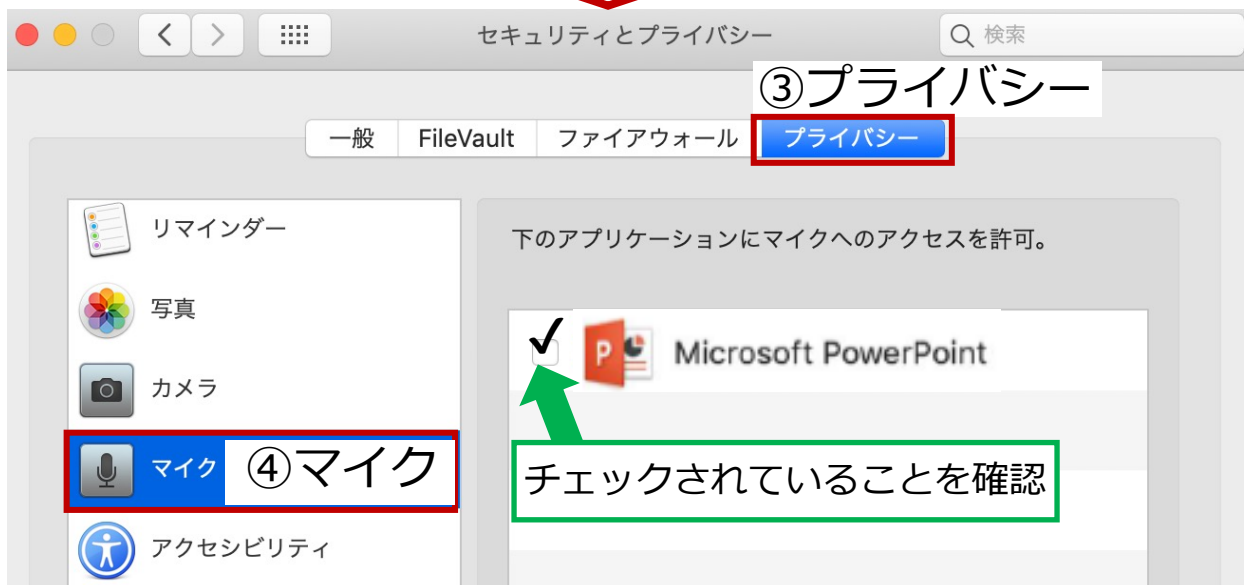 セキュリティとプライバシー
検索
③プライバシー
一般 FileVault ファイアウォール プライバシー
リマインダー
下のアプリケーションにマイクへのアクセスを許可。
写真
Microsoft PowerPoint
カメラ
マイク ④マイク
チェックされていることを確認
アクセシビリティ